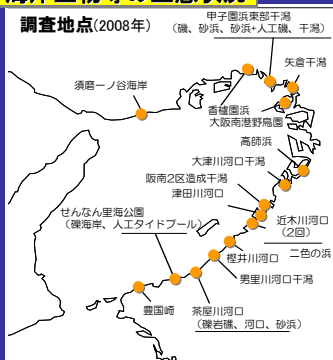 調査地点(2008年)
甲子園浜東部干潟
(磯、砂浜、砂浜+人工磯、干潟)
矢倉干潟
須磨一ノ谷海岸
香櫨園浜
大阪南港野鳥園
高師浜
大津川河口干潟
阪南2区造成干潟
津田川河口
近木川河口
(2回)
二色の浜
せんなん里海公園
(礫海岸、人工タイドプール)
樫井川河口
男里川河口干潟
豊国崎
茶屋川河口
(礫岩礁、河口、砂浜)